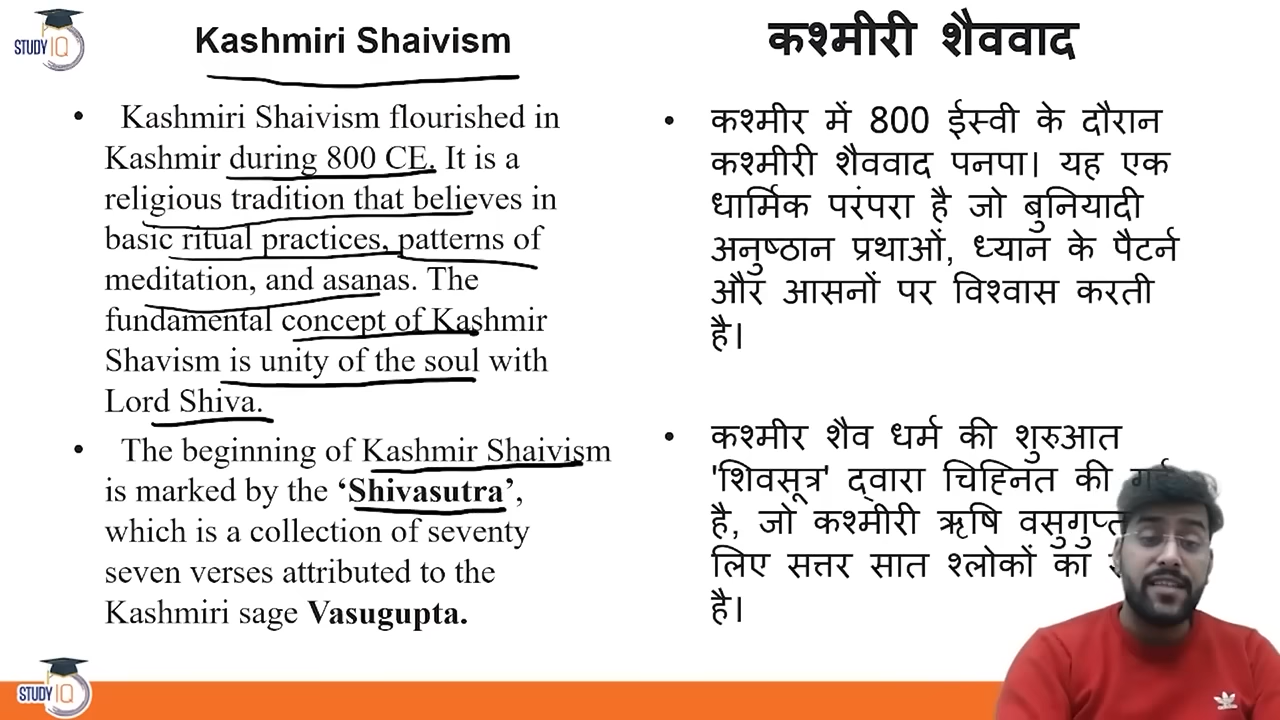 STUDY IQ
Kashmiri Shaivism
• Kashmiri Shaivism flourished in
Kashmir during 800 CE. It is a
religious tradition that believes in
basic ritual practices, patterns of
meditation, and asanas. The
fundamental concept of Kashmir
Shavism is unity of the soul with
Lord Shiva.
• The beginning of Kashmir Shaivism
is marked by the ‘Shivasutra’,
which is a collection of seventy
seven verses attributed to the
Kashmiri sage Vasugupta.
कश्मीरी शैववाद
• कश्मीर में 800 ईस्वी के दौरान
कश्मीरी शैववाद पनपा। यह एक
धार्मिक परंपरा है जो बुनियादी
अनुष्ठान प्रथाओं, ध्यान के पैटर्न
और आसनों पर विश्वास करती
है।
• कश्मीर शैव धर्म की शुरुआत
'शिवसूत्र' द्वारा चिह्नित की
है, जो कश्मीरी ऋषि वसुगुप्त
लिए सत्तर सात श्लोकों का
है।
STUDY IQ